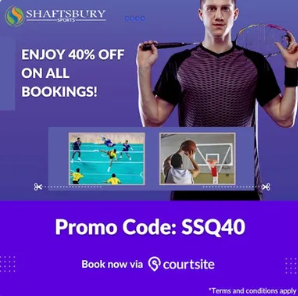 SHAFTSBURY
SPORTS
ENJOY 40% OFF
ON ALL
BOOKINGS!
Promo Code: SSQ40
Book now via courtsite
*Terms and conditions apply